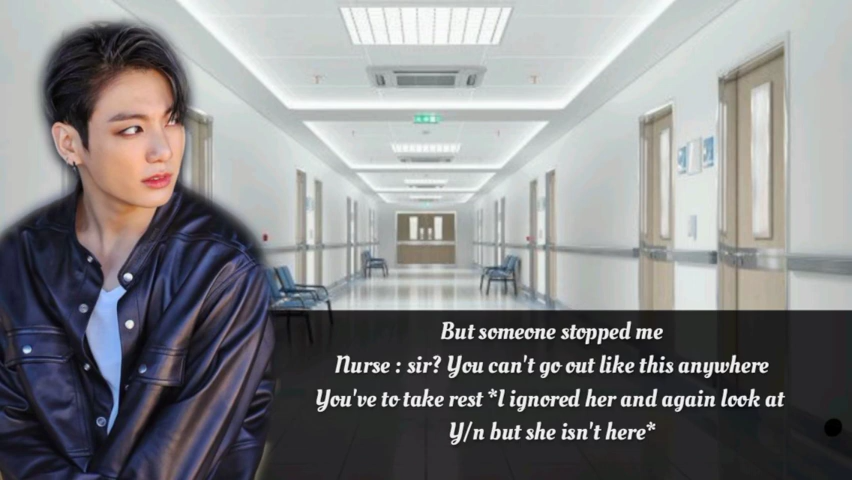 But someone stopped me
Nurse : sir? You can't go out like this anywhere
You've to take rest *I ignored her and again look at
Y/n but she isn't here*